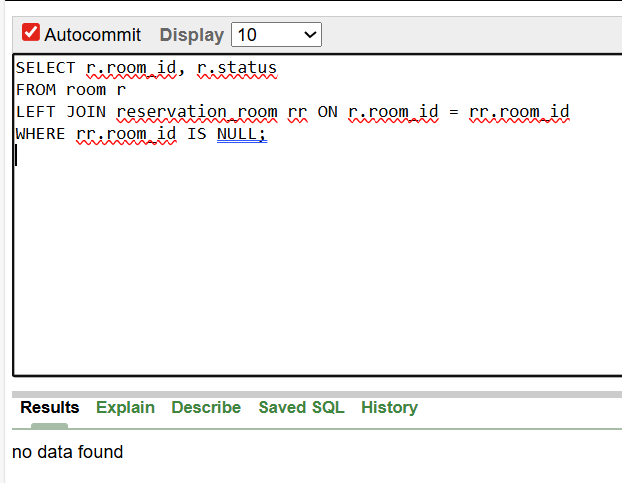 Autocommit Display 10
SELECT r.room_id, r.status
FROM room r
LEFT JOIN reservation_room rr ON r.room_id = rr.room_id
WHERE rr.room_id IS NULL;
Results Explain Describe Saved SQL History
no data found